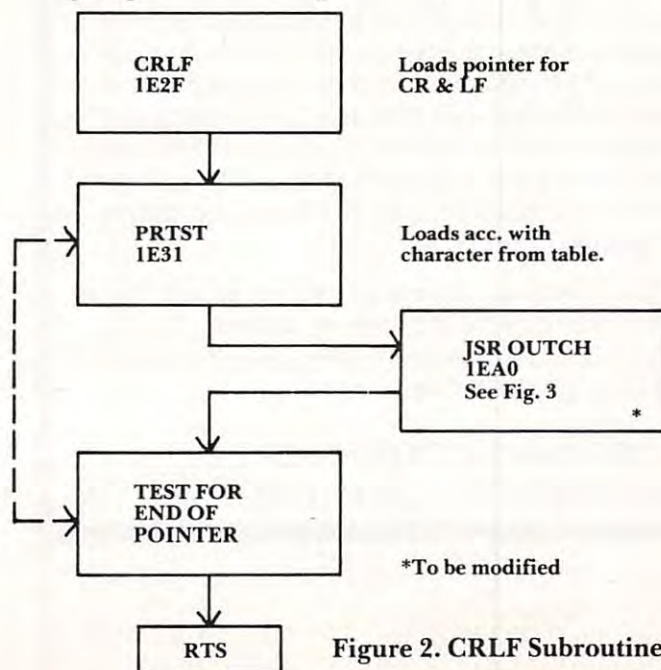 CRLF
1E2F
Loads pointer for
CR & LF
PRTST
1E31
Loads acc. with
character from table.
JSR OUTCH
1EA0
See Fig. 3
*
TEST FOR
END OF
POINTER
*To be modified
RTS
Figure 2. CRLF Subroutine